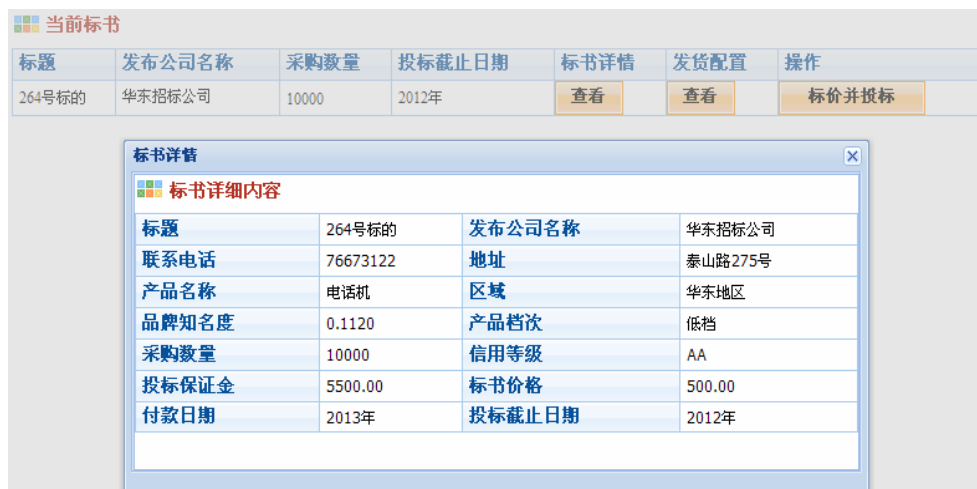 当前标书
标题 发布公司名称 采购数量 投标截止日期 标书详情 发货配置 操作
264号标的 华东招标公司 10000 2012年 查看 查看 标价并投标
标书详情
标书详细内容
标题 264号标的 发布公司名称 华东招标公司
联系电话 76673122 地址 泰山路275号
产品名称 电话机 区域 华东地区
品牌知名度 0.1120 产品档次 低档
采购数量 10000 信用等级 AA
投标保证金 5500.00 标书价格 500.00
付款日期 2013年 投标截止日期 2012年